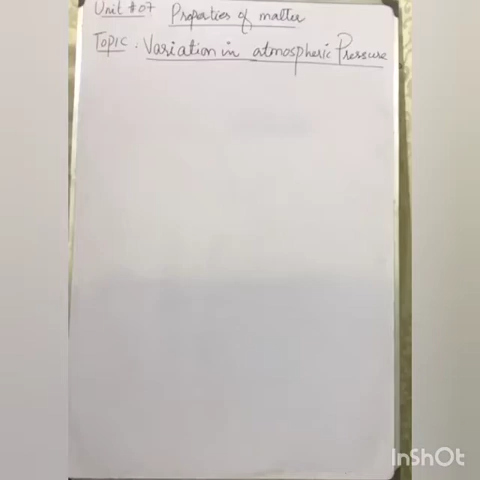 Unit #07 Properties of matter
Topic : Variation in atmospheric Pressure
InShOt